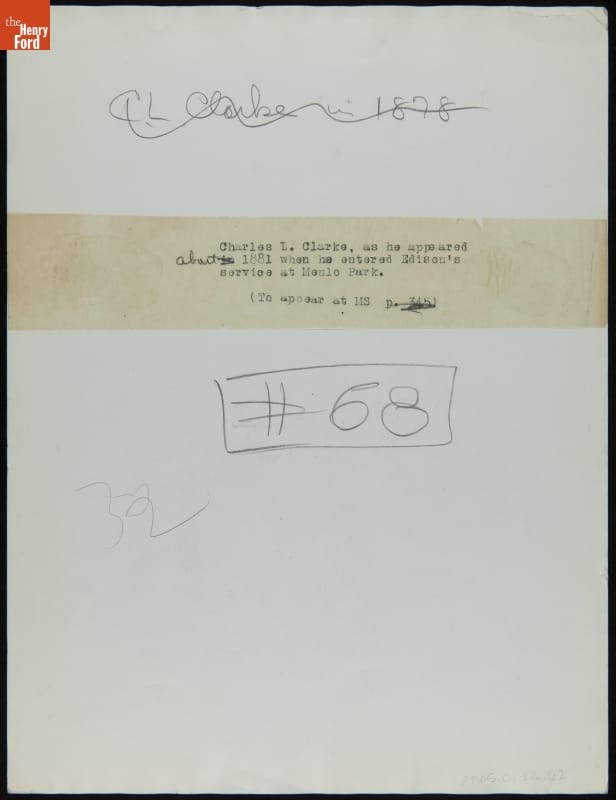 the
Henry
Ford
C L Clarke in 1878
Charles L. Clarke, as he appeared
about in 1881 when he entered Edison's
service at Menlo Park.
(To appear at MS p. 345)
# 68
32